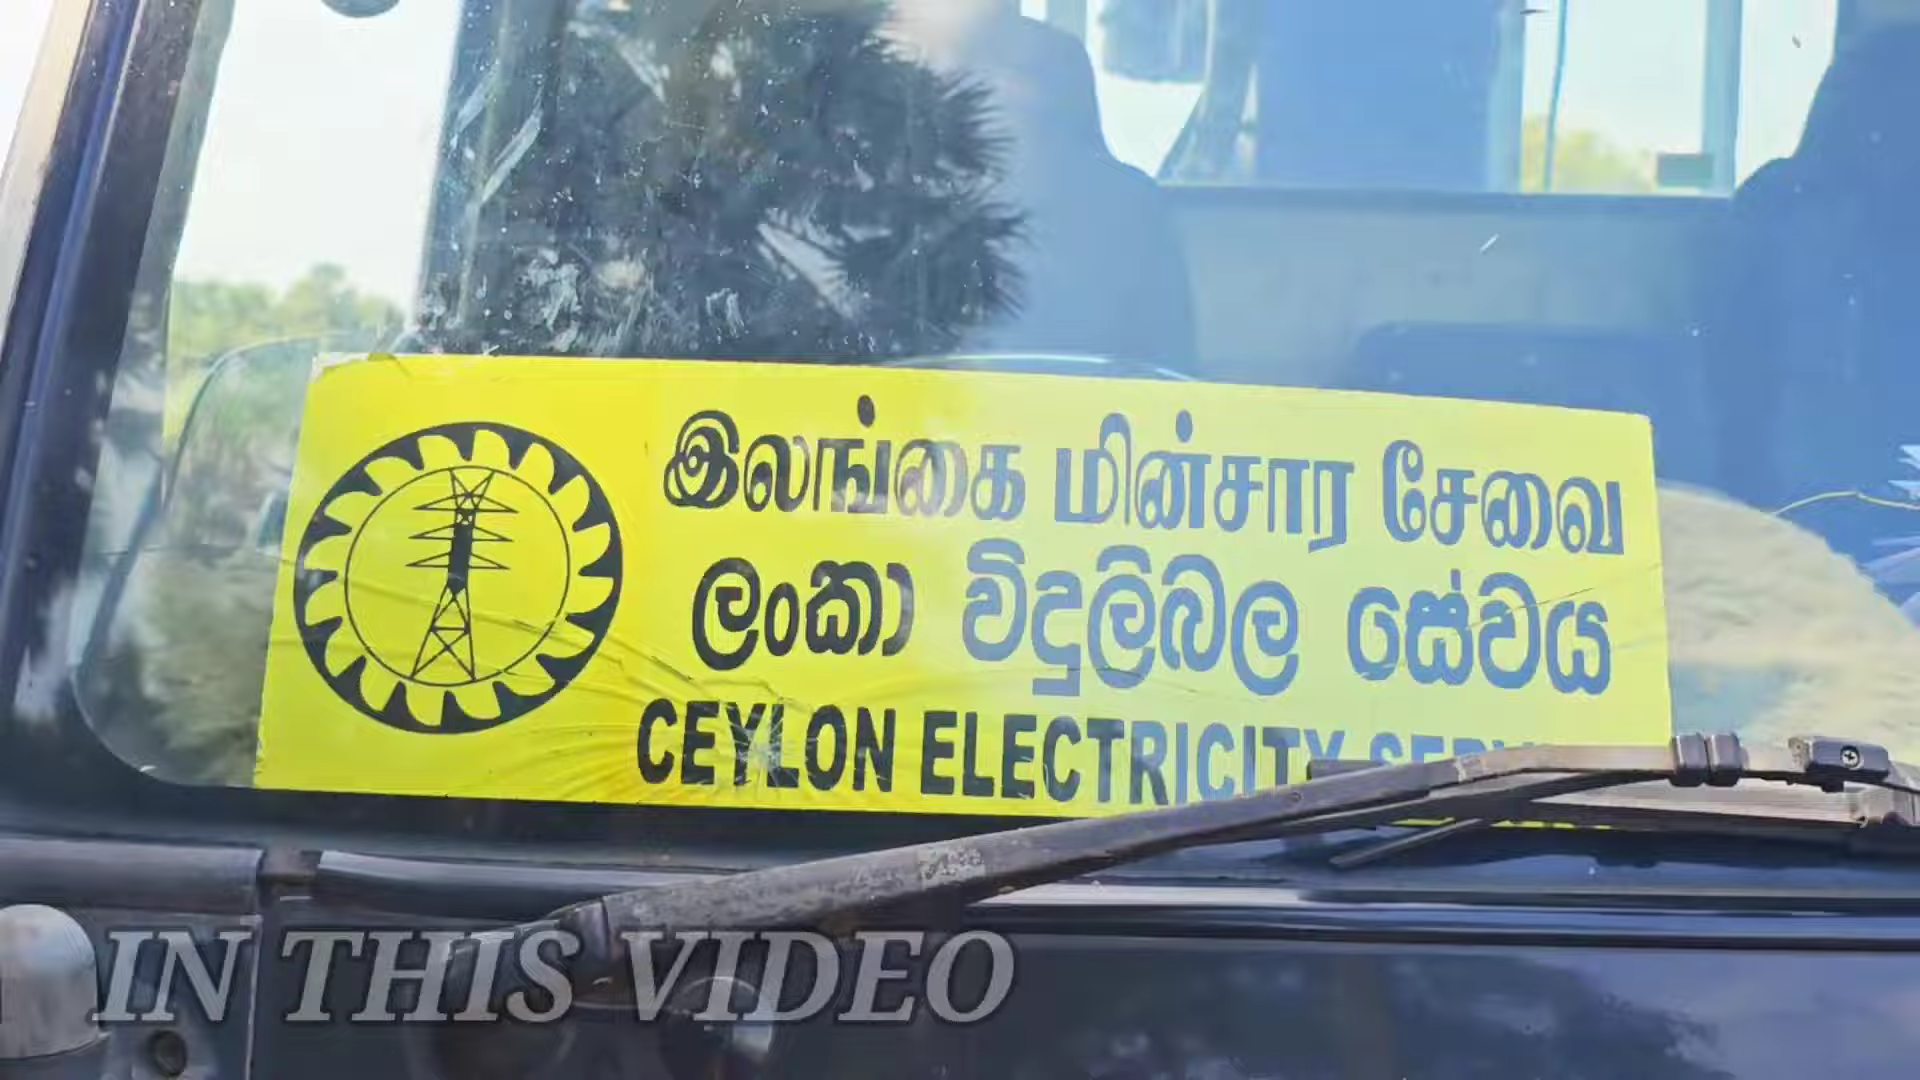 இலங்கை மின்சார சேவை
ලංකා විදුලිබල සේවය
CEYLON ELECTRICITY
IN THIS VIDEO